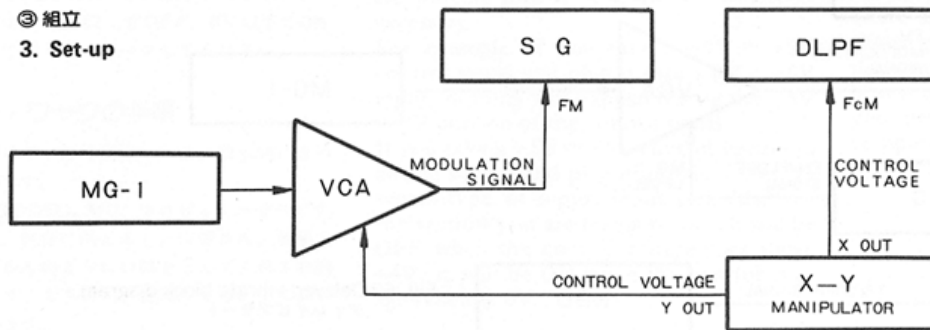 ③ 組立
3. Set-up
S G
DLPF
FM
FcM
MG-1
VCA
MODULATION
SIGNAL
CONTROL
VOLTAGE
X OUT
CONTROL VOLTAGE
Y OUT
X–Y
MANIPULATOR